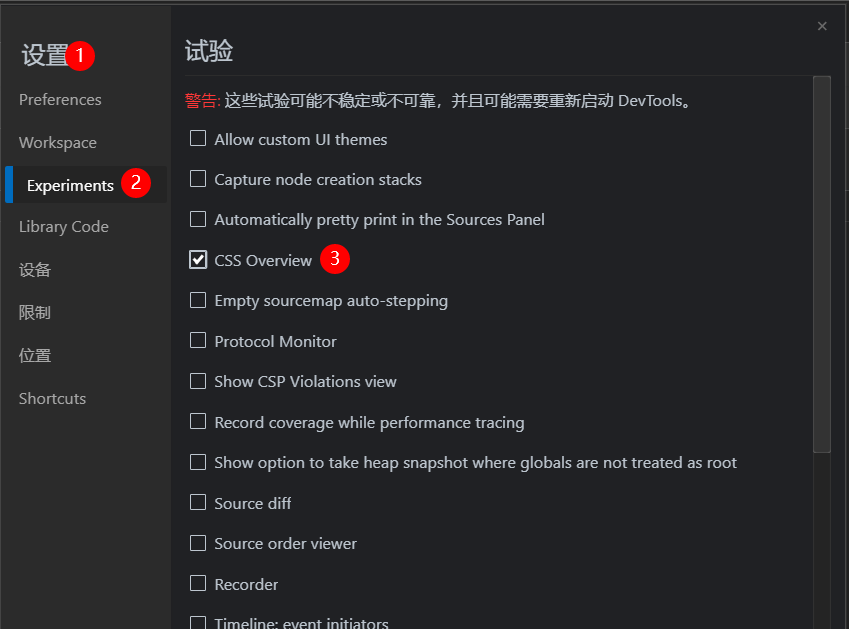 设置 1
Preferences
Workspace
Experiments 2
Library Code
设备
限制
位置
Shortcuts
×
试验
警告: 这些试验可能不稳定或不可靠，并且可能需要重新启动 DevTools。
Allow custom UI themes
Capture node creation stacks
Automatically pretty print in the Sources Panel
CSS Overview 3
Empty sourcemap auto-stepping
Protocol Monitor
Show CSP Violations view
Record coverage while performance tracing
Show option to take heap snapshot where globals are not treated as root
Source diff
Source order viewer
Recorder
Timeline: event initiators